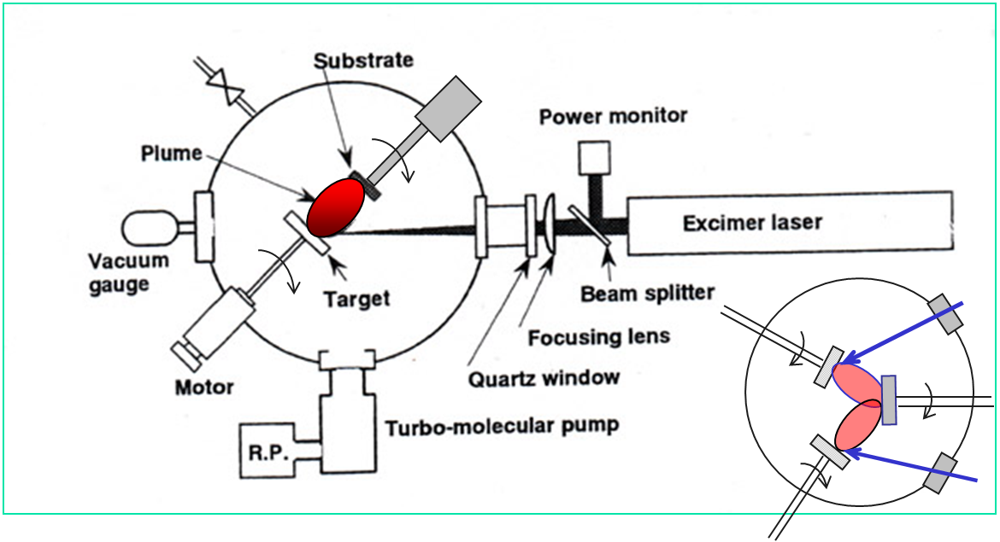 Substrate
Power monitor
Plume
Excimer laser
Vacuum
gauge
Target
Beam splitter
Focusing lens
Quartz window
Motor
Turbo-molecular pump
R.P.